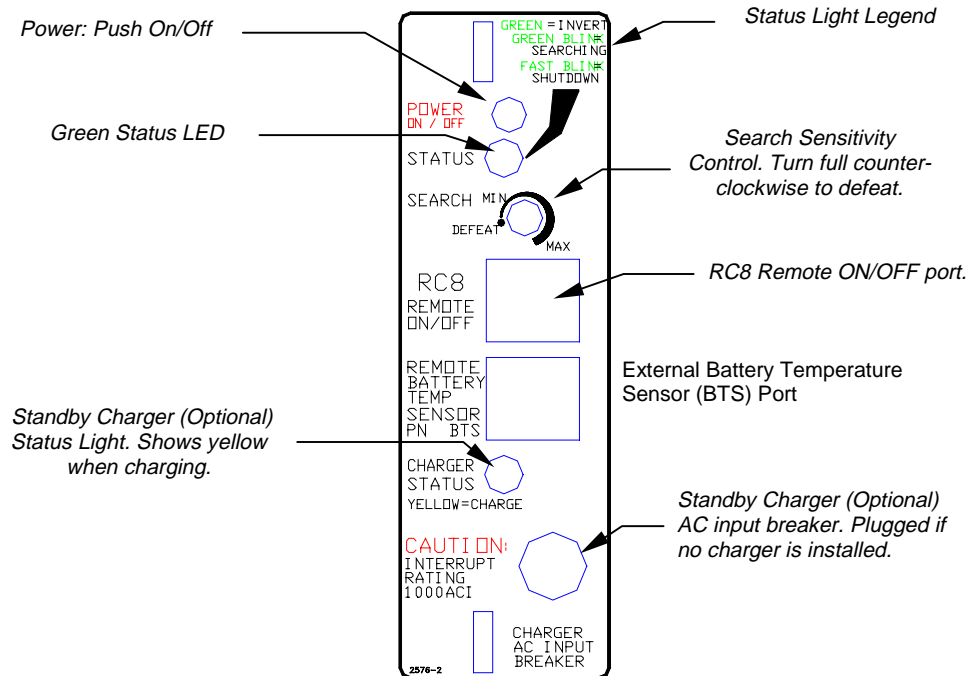 GREEN = INVERT
GREEN BLINK =
SEARCHING
FAST BLINK =
SHUTDOWN
Status Light Legend
Power: Push On/Off
POWER
ON / OFF
Green Status LED
STATUS
Search Sensitivity
Control. Turn full counter-
clockwise to defeat.
SEARCH MIN
DEFEAT
MAX
RC8
REMOTE
ON/OFF
RC8 Remote ON/OFF port.
REMOTE
BATTERY
TEMP
SENSOR
PN BTS
External Battery Temperature
Sensor (BTS) Port
Standby Charger (Optional)
Status Light. Shows yellow
when charging.
CHARGER
STATUS
YELLOW=CHARGE
Standby Charger (Optional)
AC input breaker. Plugged if
no charger is installed.
CAUTION:
INTERRUPT
RATING
1000ACI
CHARGER
AC INPUT
BREAKER
2576-2